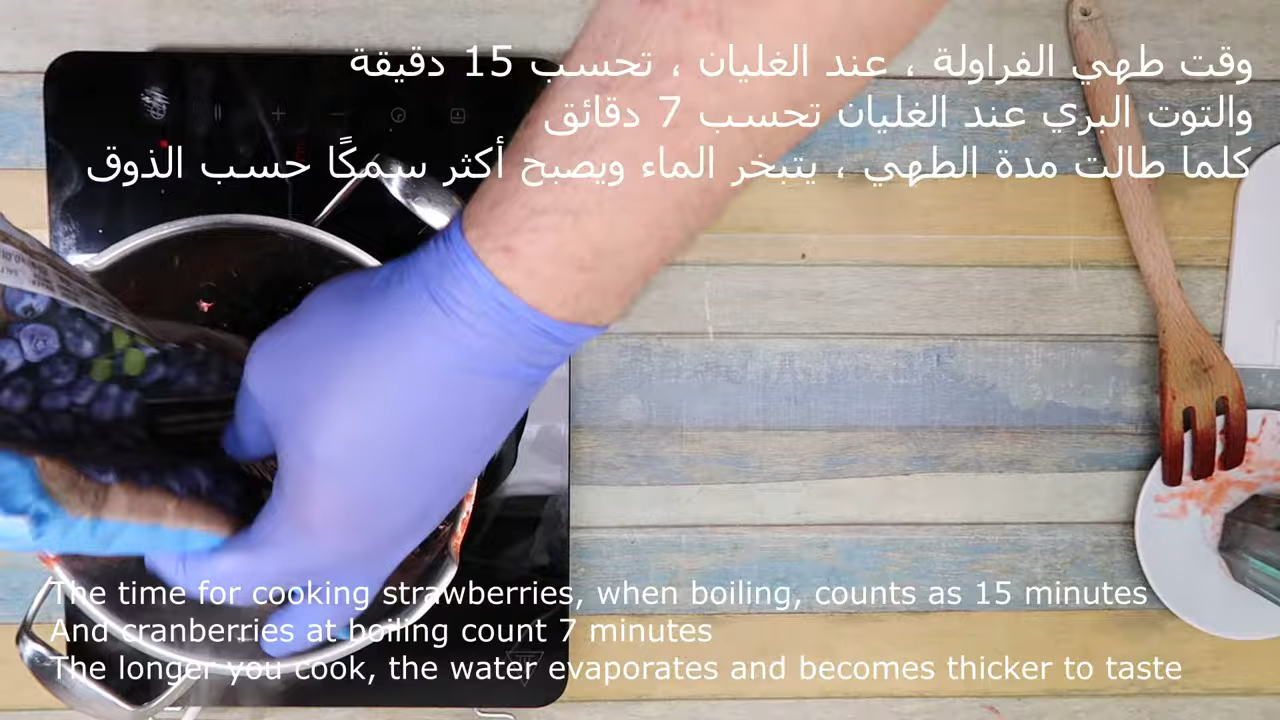 وقت طهي الفراولة ، عند الغليان ، تحسب 15 دقيقة
والتوت البري عند الغليان تحسب 7 دقائق
كلما طالت مدة الطهي ، يتبخر الماء ويصبح أكثر سمكًا حسب الذوق
The time for cooking strawberries, when boiling, counts as 15 minutes
And cranberries at boiling count 7 minutes
The longer you cook, the water evaporates and becomes thicker to taste